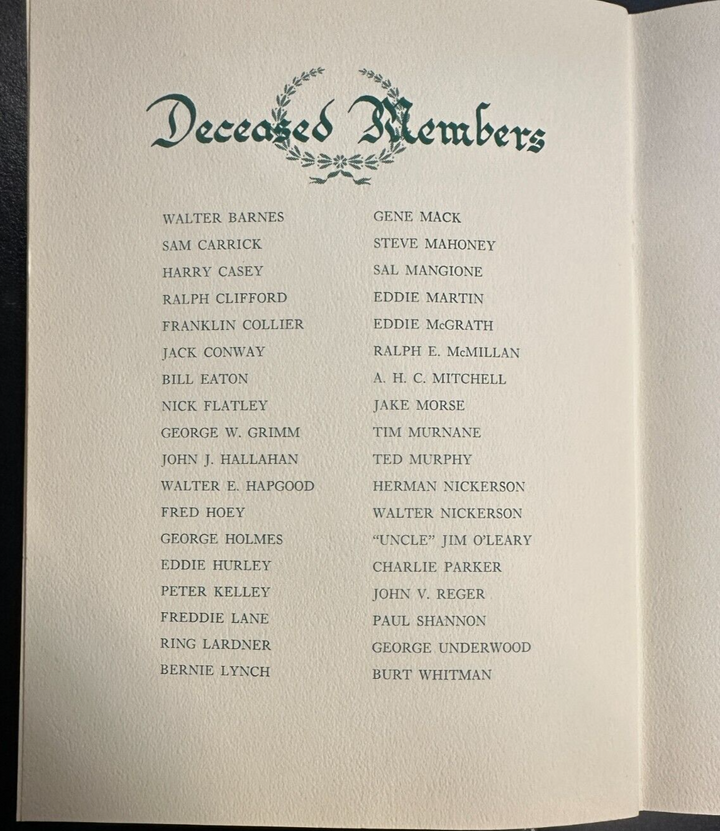 Deceased Members
WALTER BARNES
SAM CARRICK
HARRY CASEY
RALPH CLIFFORD
FRANKLIN COLLIER
JACK CONWAY
BILL EATON
NICK FLATLEY
GEORGE W. GRIMM
JOHN J. HALLAHAN
WALTER E. HAPGOOD
FRED HOEY
GEORGE HOLMES
EDDIE HURLEY
PETER KELLEY
FREDDIE LANE
RING LARDNER
BERNIE LYNCH
GENE MACK
STEVE MAHONEY
SAL MANGIONE
EDDIE MARTIN
EDDIE McGRATH
RALPH E. McMILLAN
A. H. C. MITCHELL
JAKE MORSE
TIM MURNANE
TED MURPHY
HERMAN NICKERSON
WALTER NICKERSON
“UNCLE” JIM O’LEARY
CHARLIE PARKER
JOHN V. REGER
PAUL SHANNON
GEORGE UNDERWOOD
BURT WHITMAN